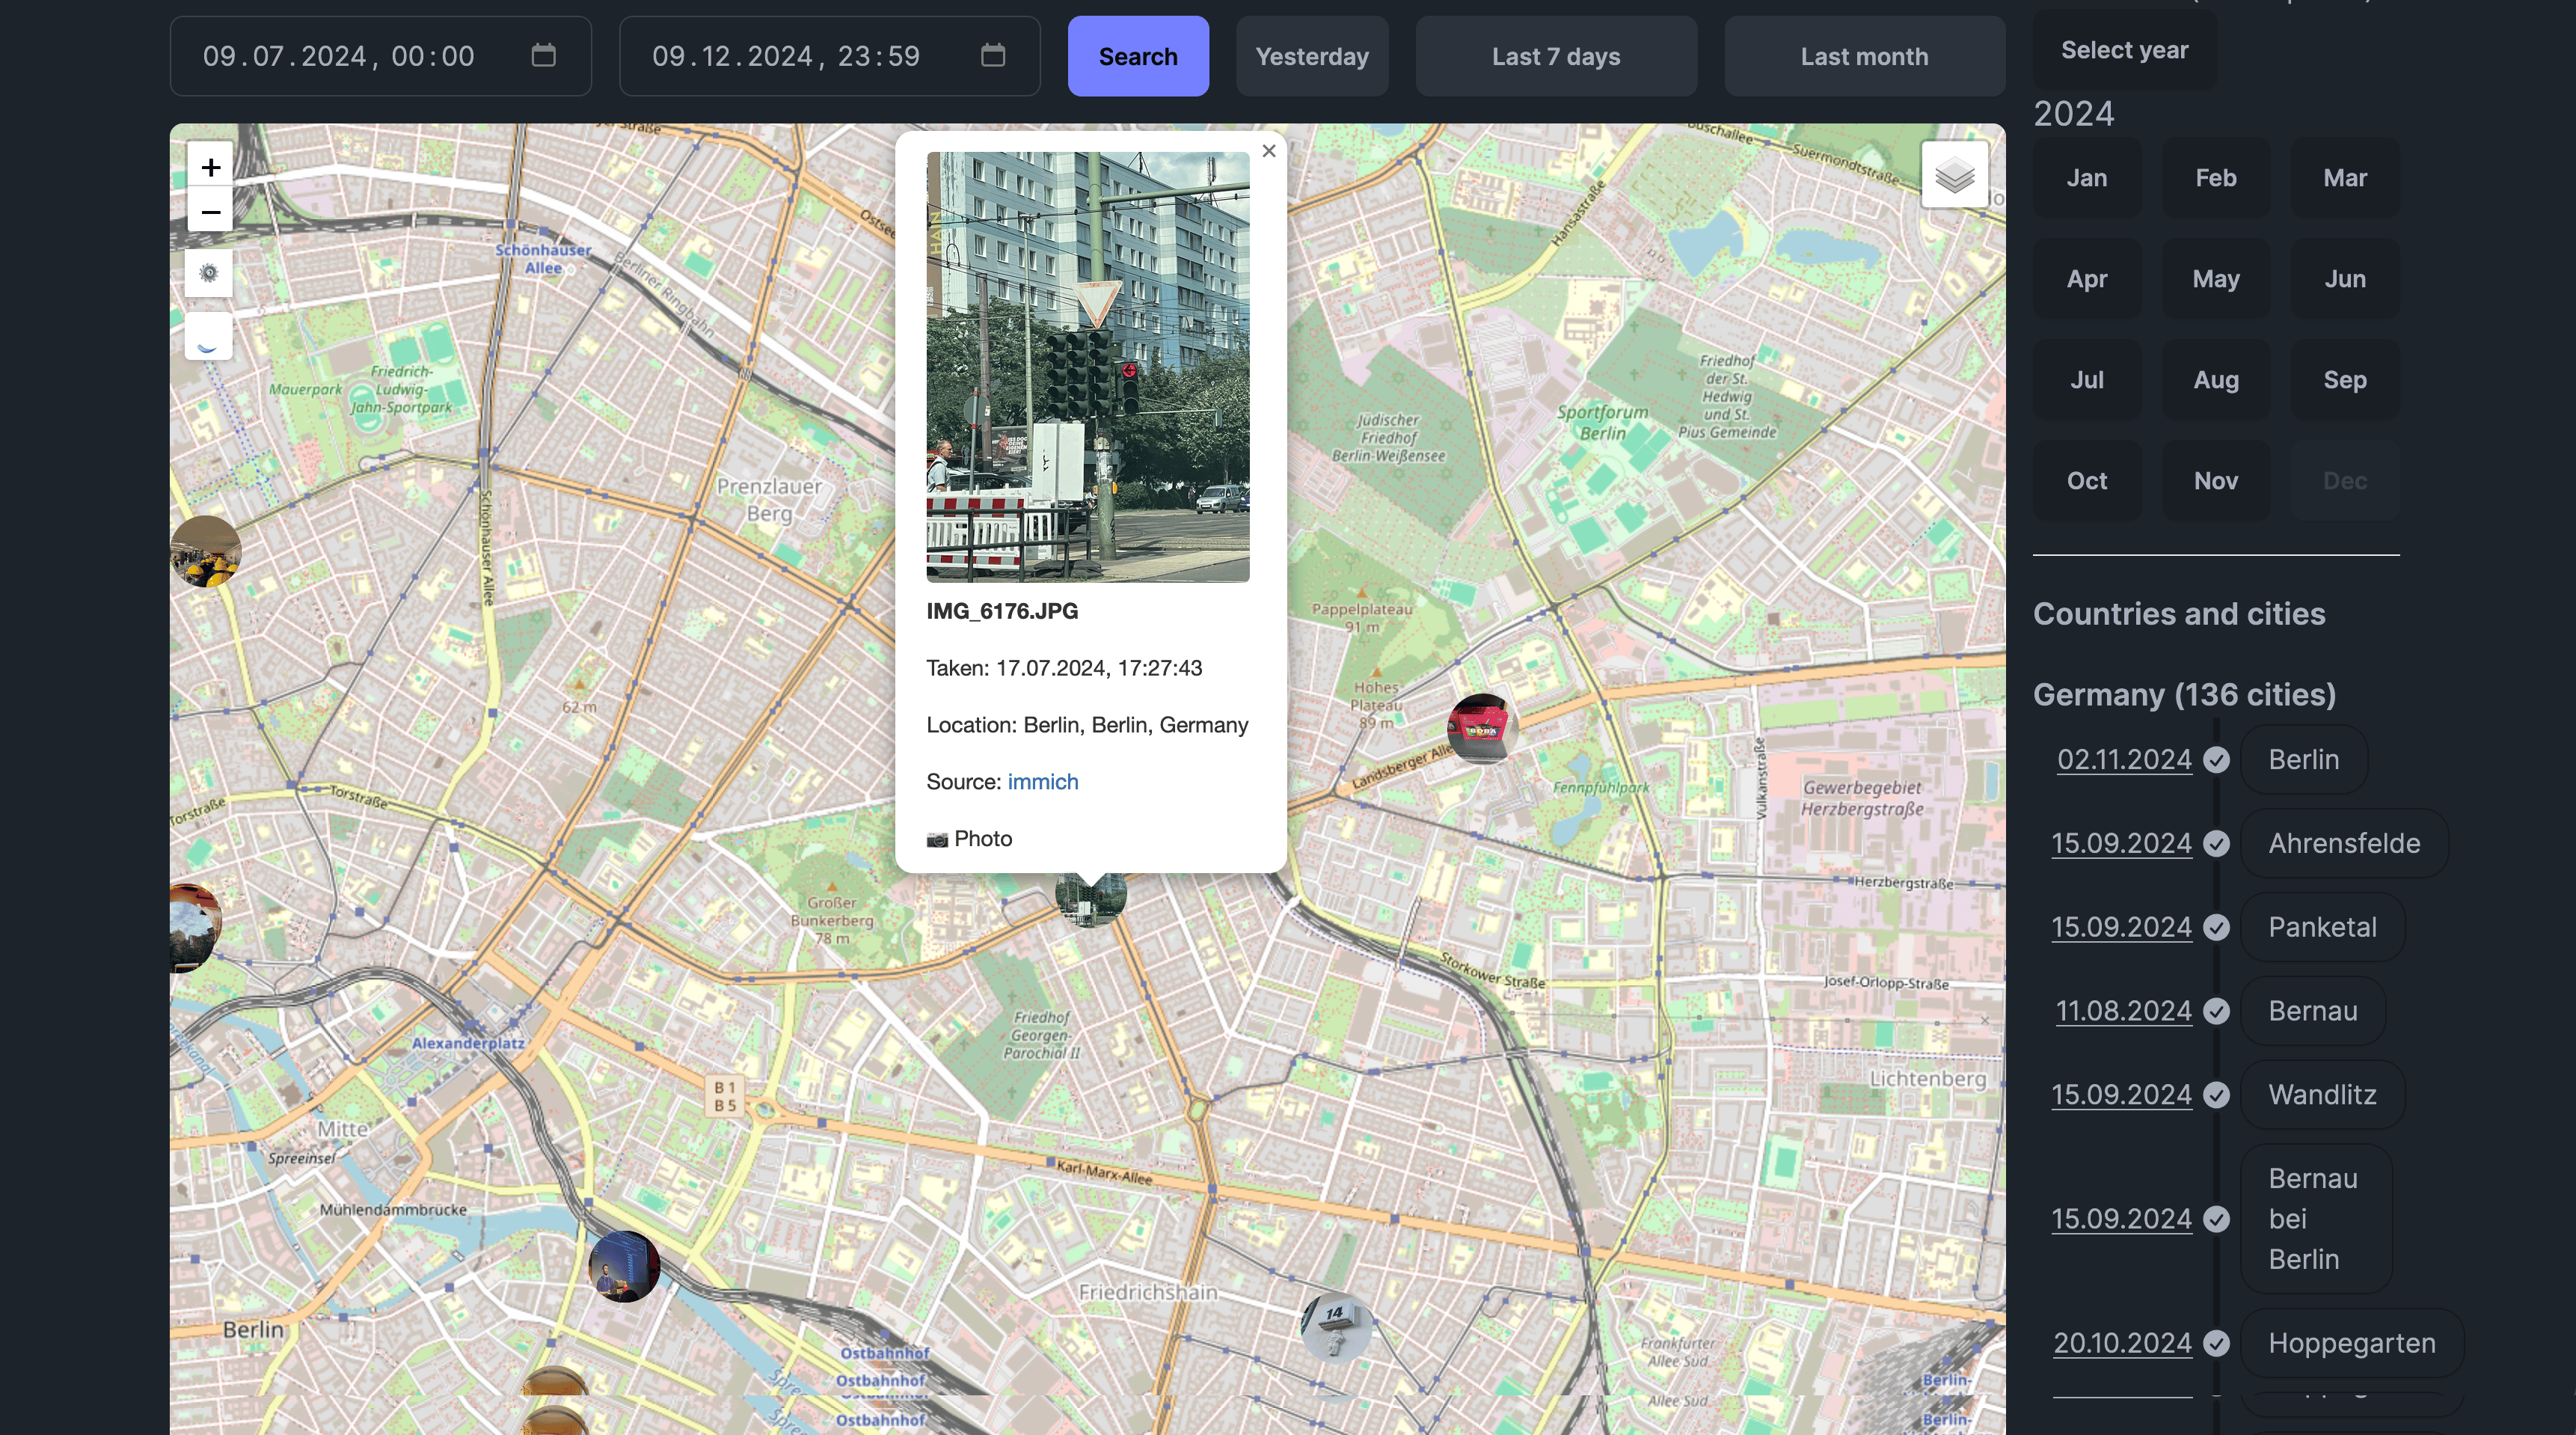 09.07.2024, 00:00
09.12.2024, 23:59
Search
Yesterday
Last 7 days
Last month
Select year
2024
Jan
Feb
Mar
Apr
May
Jun
Jul
Aug
Sep
Oct
Nov
Dec
Countries and cities
Germany (136 cities)
02.11.2024
Berlin
15.09.2024
Ahrensfelde
15.09.2024
Panketal
11.08.2024
Bernau
15.09.2024
Wandlitz
15.09.2024
Bernau
bei
Berlin
20.10.2024
Hoppegarten
+
−
×
IMG_6176.JPG
Taken: 17.07.2024, 17:27:43
Location: Berlin, Berlin, Germany
Source: immich
Photo
Straße
Schönhauser
Allee
Berliner Ringbahn
Mauerpark
Friedrich-
Ludwig-
Jahn-Sportpark
Schönhauser Allee
Prenzlauer
Berg
62 m
Torstraße
Torstraße
Großer
Bunkerberg
78 m
Friedhof
Georgen-
Parochial II
Alexanderplatz
B 1
B 5
Mitte
Spreeinsel
Mühlendammbrücke
Berlin
Karl-Marx-Allee
Friedrichshain
Ostbahnhof
Ostbahnhof
Ostbahnhof
14
Frankfurter
Allee Sud
Allee Sud
Berlin-
Berlin-
Lichtenberg
Josef-Orlopp-Straße
Storkower Straße
Herzbergstraße
Gewerbegebiet
Herzbergstraße
Vulkanstraße
Fennpfuhlpark
Landsberger Alle
Hohes
Plateau
89 m
Pappelplateau
91 m
Jüdischer
Friedhof
Berlin-Weißensee
Sportforum
Berlin
Friedhof
der St.
Hedwig
und St.
Pius Gemeinde
Hansastraße
Suermondtstraße
Buschallee